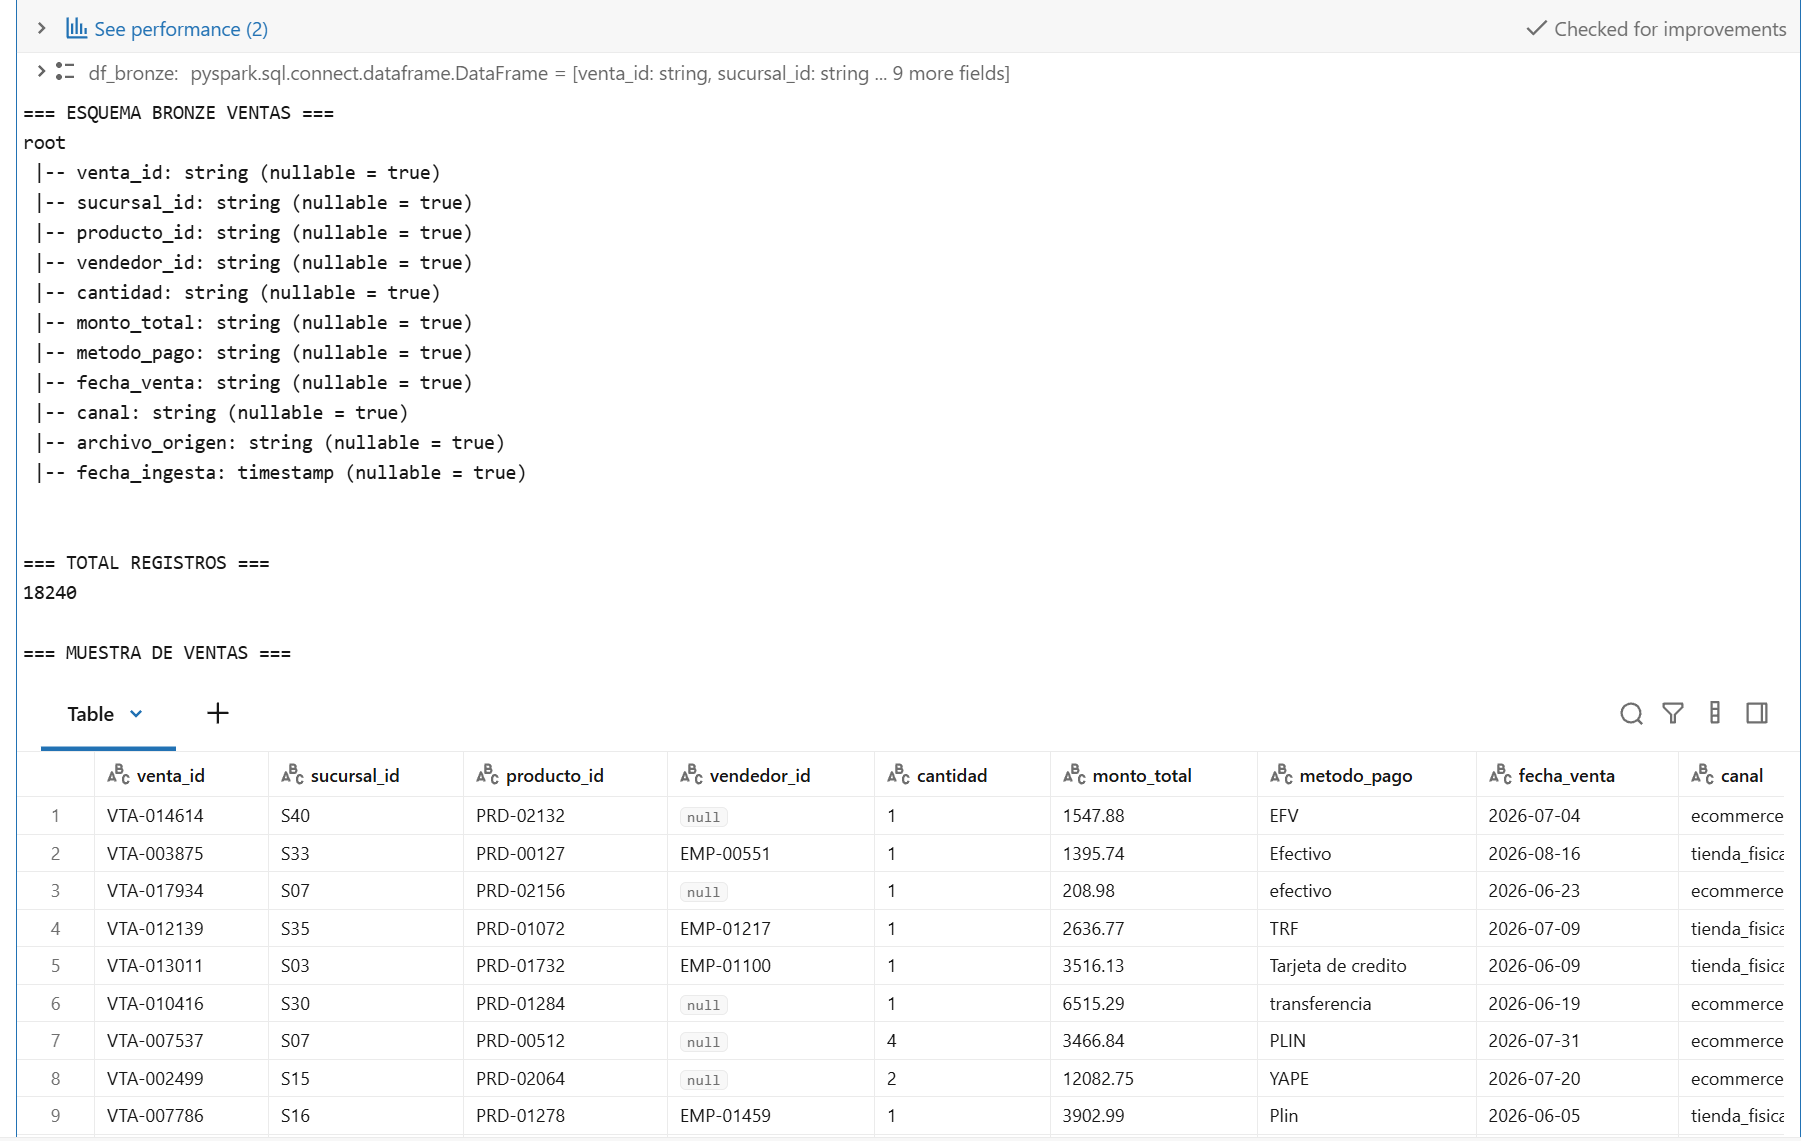 See performance (2)
Checked for improvements
df_bronze: pyspark.sql.connect.dataframe.DataFrame = [venta_id: string, sucursal_id: string ... 9 more fields]
=== ESQUEMA BRONZE VENTAS ===
root
|-- venta_id: string (nullable = true)
|-- sucursal_id: string (nullable = true)
|-- producto_id: string (nullable = true)
|-- vendedor_id: string (nullable = true)
|-- cantidad: string (nullable = true)
|-- monto_total: string (nullable = true)
|-- metodo_pago: string (nullable = true)
|-- fecha_venta: string (nullable = true)
|-- canal: string (nullable = true)
|-- archivo_origen: string (nullable = true)
|-- fecha_ingesta: timestamp (nullable = true)
=== TOTAL REGISTROS ===
18240
=== MUESTRA DE VENTAS ===
Table
venta_id sucursal_id producto_id vendedor_id cantidad monto_total metodo_pago fecha_venta canal
1 VTA-014614 S40 PRD-02132 null 1 1547.88 EFV 2026-07-04 ecommerce
2 VTA-003875 S33 PRD-00127 EMP-00551 1 1395.74 Efectivo 2026-08-16 tienda_fisica
3 VTA-017934 S07 PRD-02156 null 1 208.98 efectivo 2026-06-23 ecommerce
4 VTA-012139 S35 PRD-01072 EMP-01217 1 2636.77 TRF 2026-07-09 tienda_fisica
5 VTA-013011 S03 PRD-01732 EMP-01100 1 3516.13 Tarjeta de credito 2026-06-09 tienda_fisica
6 VTA-010416 S30 PRD-01284 null 1 6515.29 transferencia 2026-06-19 ecommerce
7 VTA-007537 S07 PRD-00512 null 4 3466.84 PLIN 2026-07-31 ecommerce
8 VTA-002499 S15 PRD-02064 null 2 12082.75 YAPE 2026-07-20 ecommerce
9 VTA-007786 S16 PRD-01278 EMP-01459 1 3902.99 Plin 2026-06-05 tienda_fisica